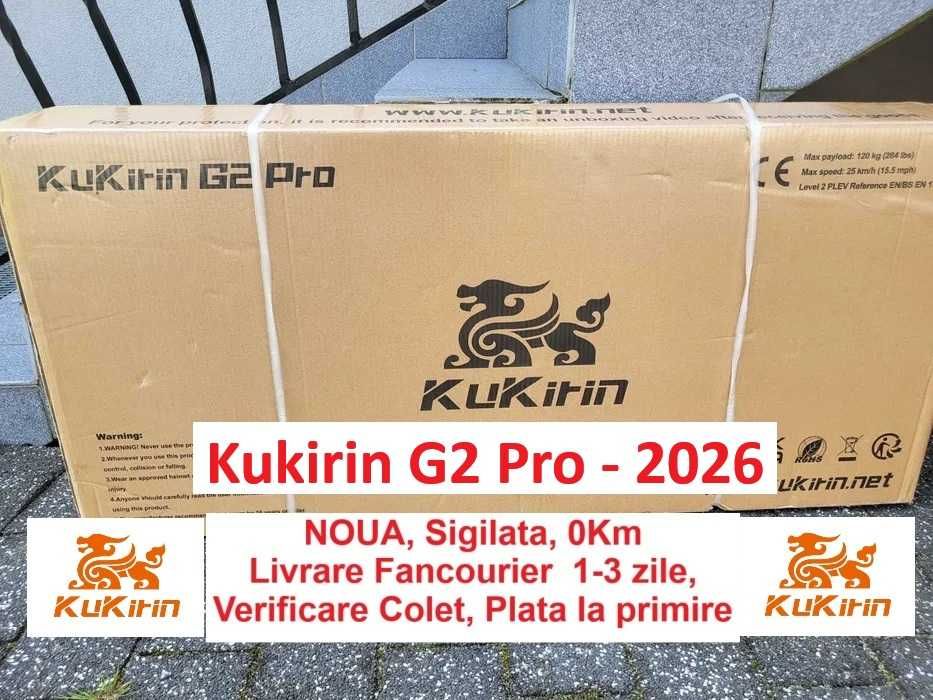 www.kukirin.net
For your protection, it is recommended to take an unboxing video after receiving the goods
KuKirin G2 Pro
CE
Max payload: 120 kg (264 lbs)
Max speed: 25 km/h (15.5 mph)
Level 2 PLEV Reference EN/BS EN 1
KuKirin
Warning:
1.WARNING! Never use the
2.Whenever you use this
control, collision or falling.
3.Wear an approved helmet
injury.
4.Anyone should carefully read the user
using this product.
RoHS
kukirin.net
Kukirin G2 Pro - 2026
NOUA, Sigilata, 0Km
Livrare Fancourier 1-3 zile,
Verificare Colet, Plata la primire
KuKirin
KuKirin